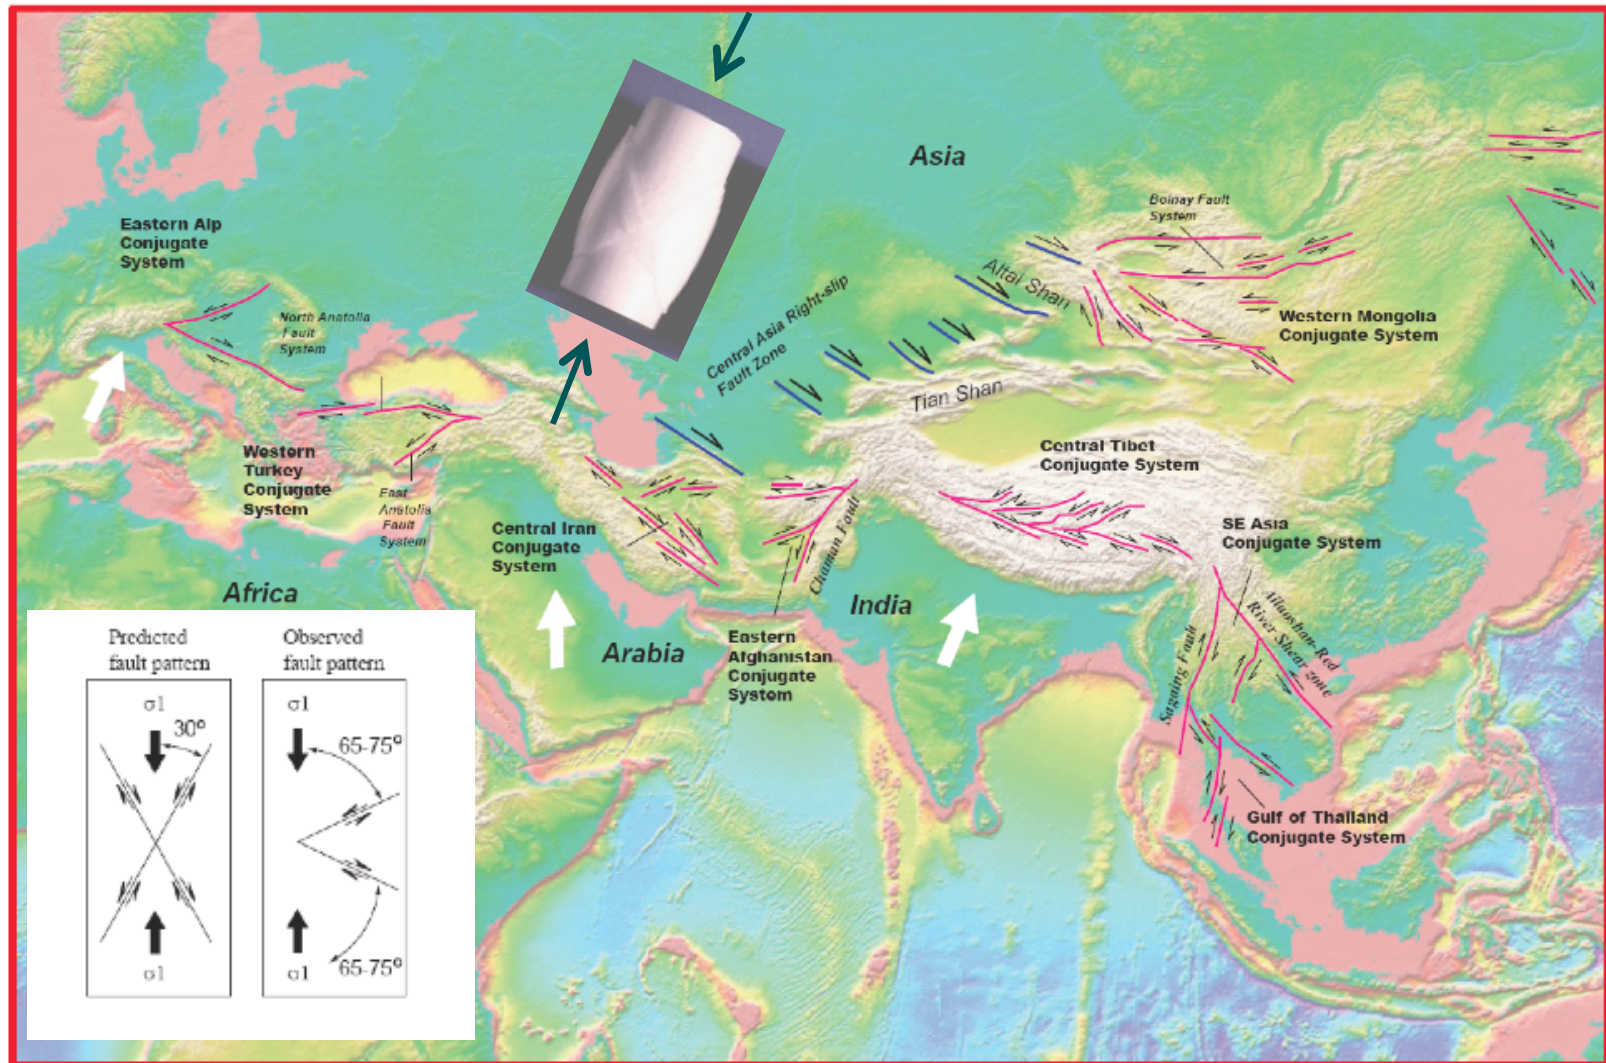 Asia
Bolnay Fault
System
Eastern Alp
Conjugate
System
Altai Shan
North Anatolia
Fault
System
Central Asia Right-slip
Fault Zone
Western Mongolia
Conjugate System
Tian Shan
Western
Turkey
Conjugate
System
Central Tibet
Conjugate System
East
Anatolia
Fault
System
Central Iran
Conjugate
System
Chaman Fault
SE Asia
Conjugate System
Africa
India
Arabia
Eastern
Afghanistan
Conjugate
System
Sagaing Fault
Ailaoshan-Red
River Shear zone
Gulf of Thailand
Conjugate System
Predicted
fault pattern
σ1
30º
σ1
Observed
fault pattern
σ1
65-75º
65-75º
σ1